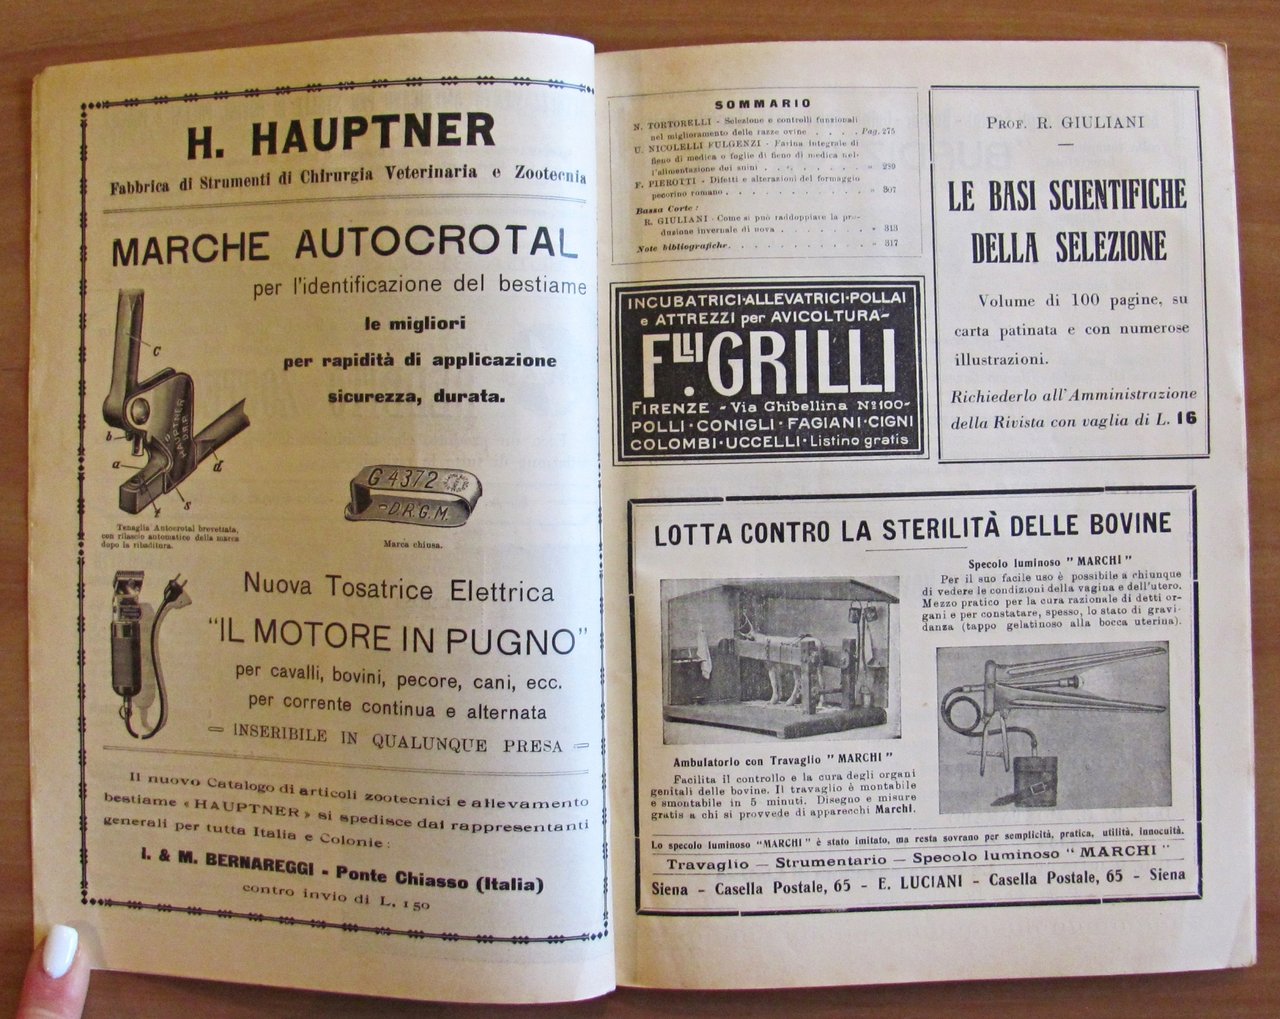 H. HAUPTNER
Fabbrica di Strumenti di Chirurgia Veterinaria e Zootecnia
MARCHE AUTOCROTAL
per l'identificazione del bestiame
le migliori
per rapidità di applicazione
sicurezza, durata.
c
b
a
d
s
t
HAUPTNER
D.R.P.
Tenaglia Autocrotal brevettata,
con rilascio automatico della marca
dopo la ribaditura.
G 4372
-D.R.G.M.
Marca chiusa.
Nuova Tosatrice Elettrica
"IL MOTORE IN PUGNO"
per cavalli, bovini, pecore, cani, ecc.
per corrente continua e alternata
= INSERIBILE IN QUALUNQUE PRESA =
Il nuovo Catalogo di articoli zootecnici e allevamento
bestiame « HAUPTNER » si spedisce dai rappresentanti
generali per tutta Italia e Colonie:
I. & M. BERNAREGGI - Ponte Chiasso (Italia)
contro invio di L. 1 50
SOMMARIO
N. TORTORELLI - Selezione e controlli funzionali
nel miglioramento delle razze ovine . . . . Pag. 275
U. NICOLELLI FULGENZI - Farina integrale di
fieno di medica o foglie di fieno di medica nel-
l'alimentazione dei suini . . . . . . » 289
F. PIEROTTI - Difetti e alterazioni del formaggio
pecorino romano . . . . . . . . . » 307
Bassa Corte:
R. GIULIANI - Come si può raddoppiare la pro-
duzione invernale di uova . . . . . . . » 313
Note bibliografiche. . . . . . . . . . » 317
INCUBATRICI-ALLEVATRICI-POLLAI
e ATTREZZI per AVICOLTURA-
F.LLI GRILLI
FIRENZE - Via Ghibellina Nº100-
POLLI·CONIGLI·FAGIANI·CIGNI
COLOMBI·UCCELLI·Listino gratis
PROF. R. GIULIANI
LE BASI SCIENTIFICHE
DELLA SELEZIONE
Volume di 100 pagine, su
carta patinata e con numerose
illustrazioni.
Richiederlo all'Amministrazione
della Rivista con vaglia di L. 16
LOTTA CONTRO LA STERILITÀ DELLE BOVINE
Specolo luminoso "MARCHI"
Per il suo facile uso è possibile a chiunque
di vedere le condizioni della vagina e dell'utero.
Mezzo pratico per la cura razionale di detti or-
gani e per constatare, spesso, lo stato di gravi-
danza (tappo gelatinoso alla bocca uterina).
Ambulatorio con Travaglio "MARCHI"
Facilita il controllo e la cura degli organi
genitali delle bovine. Il travaglio è montabile
e smontabile in 5 minuti. Disegno e misure
gratis a chi si provvede di apparecchi Marchi.
Lo specolo luminoso "MARCHI" è stato imitato, ma resta sovrano per semplicità, pratica, utilità, innocuità.
Travaglio — Strumentario — Specolo luminoso "MARCHI"
Siena - Casella Postale, 65 - E. LUCIANI - Casella Postale, 65 - Siena